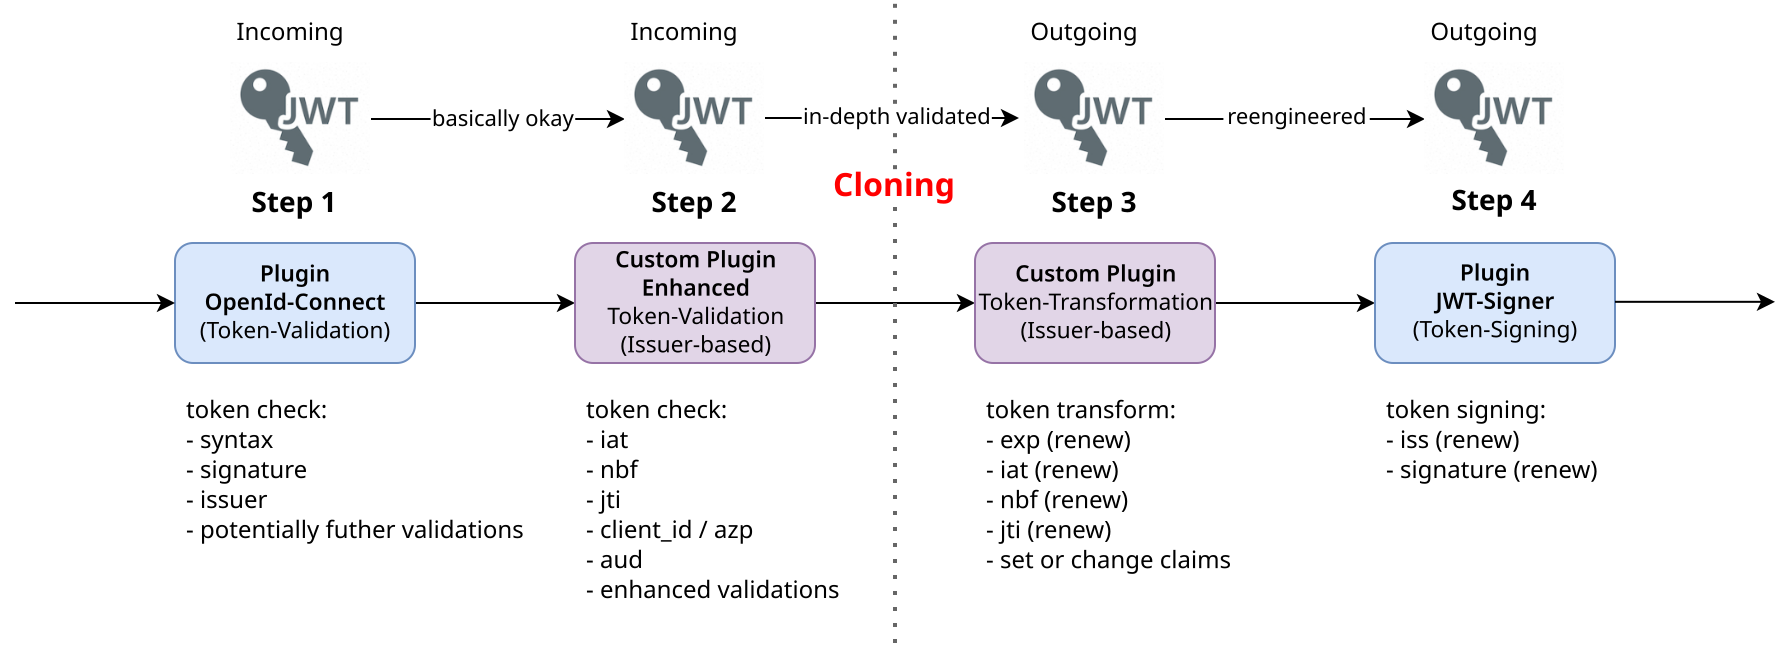 Incoming
Incoming
Outgoing
Outgoing
JWT
basically okay
JWT
in-depth validated
JWT
reengineered
JWT
Cloning
Step 1
Step 2
Step 3
Step 4
Plugin
OpenId-Connect
(Token-Validation)
Custom Plugin
Enhanced
Token-Validation
(Issuer-based)
Custom Plugin
Token-Transformation
(Issuer-based)
Plugin
JWT-Signer
(Token-Signing)
token check:
- syntax
- signature
- issuer
- potentially futher validations
token check:
- iat
- nbf
- jti
- client_id / azp
- aud
- enhanced validations
token transform:
- exp (renew)
- iat (renew)
- nbf (renew)
- jti (renew)
- set or change claims
token signing:
- iss (renew)
- signature (renew)